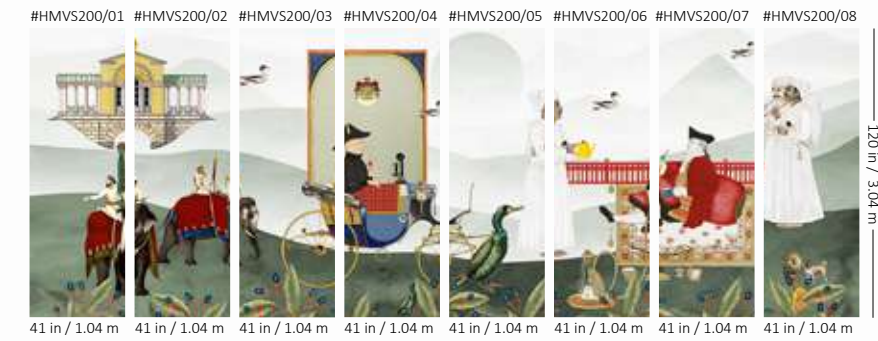 #HMVS200/01 #HMVS200/02 #HMVS200/03 #HMVS200/04 #HMVS200/05 #HMVS200/06 #HMVS200/07 #HMVS200/08
120 in / 3.04 m
41 in / 1.04 m 41 in / 1.04 m 41 in / 1.04 m 41 in / 1.04 m 41 in / 1.04 m 41 in / 1.04 m 41 in / 1.04 m 41 in / 1.04 m